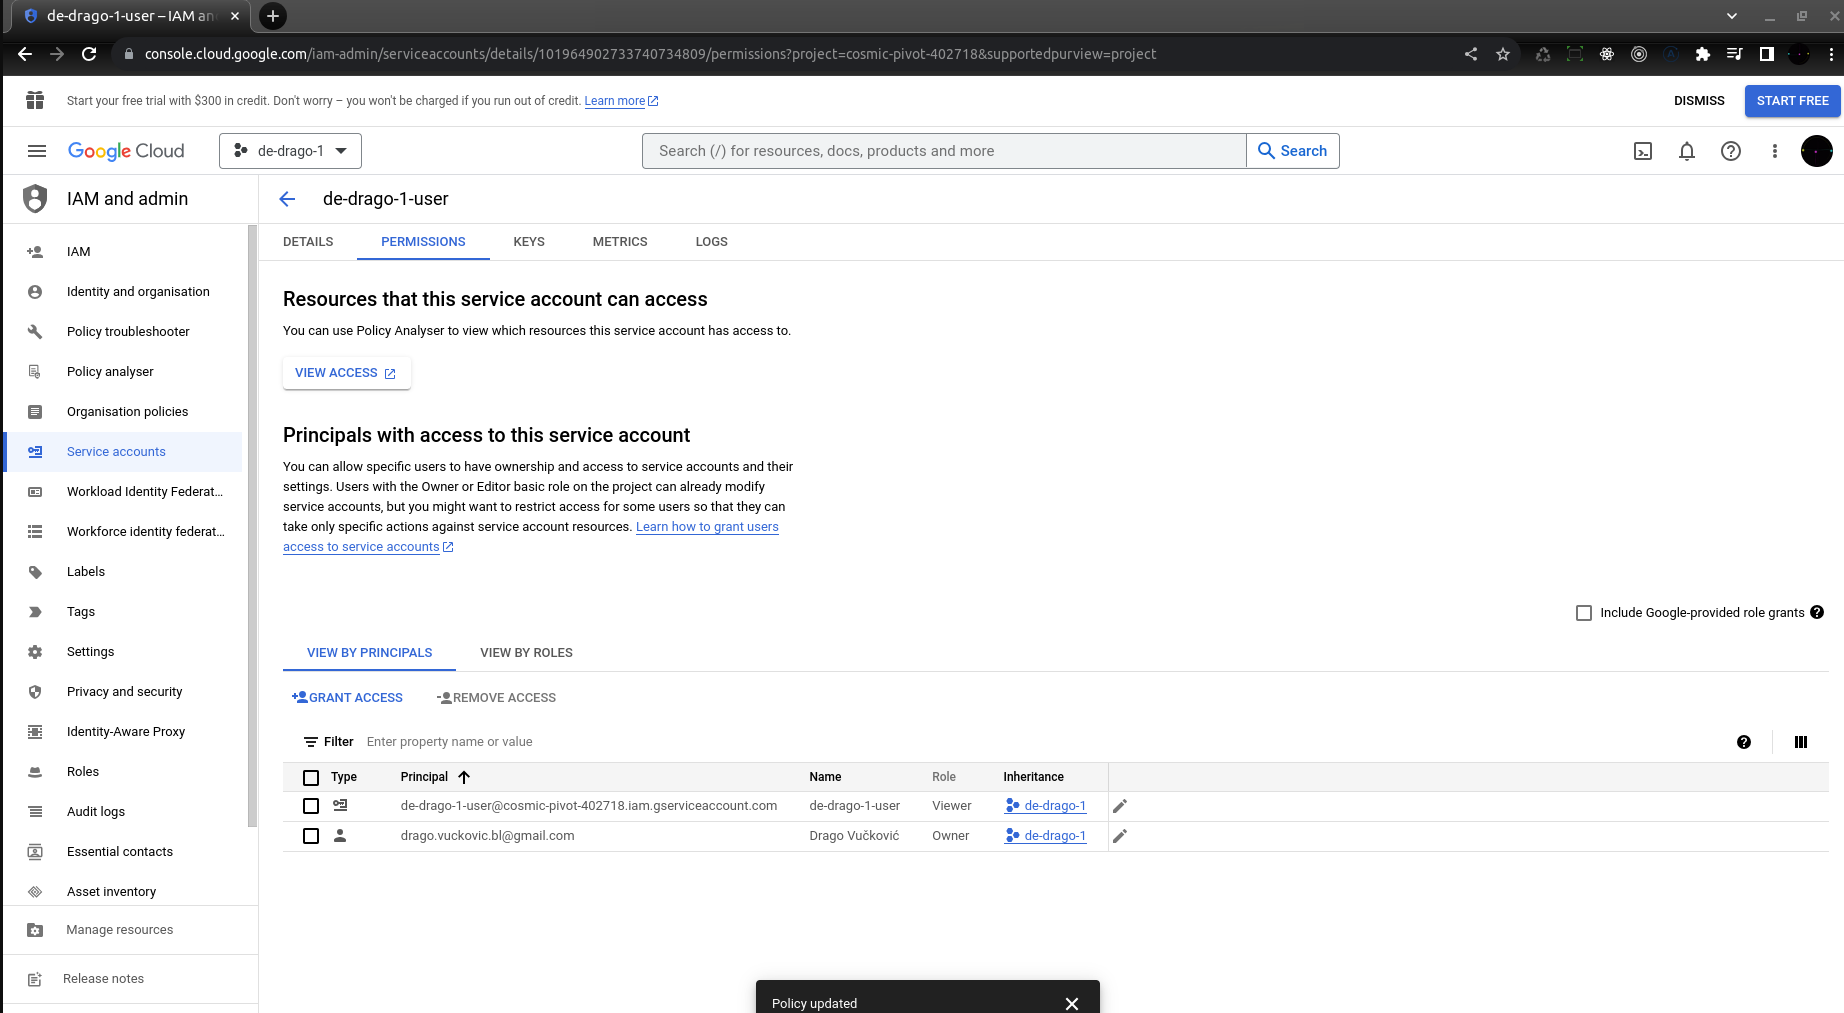 de-drago-1-user – IAM an
console.cloud.google.com/iam-admin/serviceaccounts/details/101964902733740734809/permissions?project=cosmic-pivot-402718&supportedpurview=project
Start your free trial with $300 in credit. Don't worry – you won't be charged if you run out of credit. Learn more
DISMISS
START FREE
Google Cloud
de-drago-1
Search (/) for resources, docs, products and more
Search
IAM and admin
de-drago-1-user
IAM
Identity and organisation
Policy troubleshooter
Policy analyser
Organisation policies
Service accounts
Workload Identity Federat...
Workforce identity federat...
Labels
Tags
Settings
Privacy and security
Identity-Aware Proxy
Roles
Audit logs
Essential contacts
Asset inventory
Manage resources
Release notes
DETAILS PERMISSIONS KEYS METRICS LOGS
Resources that this service account can access
You can use Policy Analyser to view which resources this service account has access to.
VIEW ACCESS
Principals with access to this service account
You can allow specific users to have ownership and access to service accounts and their
settings. Users with the Owner or Editor basic role on the project can already modify
service accounts, but you might want to restrict access for some users so that they can
take only specific actions against service account resources. Learn how to grant users
access to service accounts
Include Google-provided role grants
VIEW BY PRINCIPALS VIEW BY ROLES
GRANT ACCESS REMOVE ACCESS
Filter Enter property name or value
Type Principal Name Role Inheritance
de-drago-1-user@cosmic-pivot-402718.iam.gserviceaccount.com de-drago-1-user Viewer de-drago-1
drago.vuckovic.bl@gmail.com Drago Vučković Owner de-drago-1
Policy updated